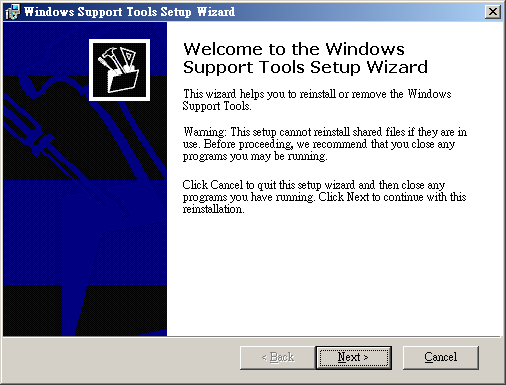 Windows Support Tools Setup Wizard
Welcome to the Windows
Support Tools Setup Wizard
This wizard helps you to reinstall or remove the Windows
Support Tools.
Warning: This setup cannot reinstall shared files if they are in
use. Before proceeding, we recommend that you close any
programs you may be running.
Click Cancel to quit this setup wizard and then close any
programs you have running. Click Next to continue with this
reinstallation.
< Back
Next >
Cancel